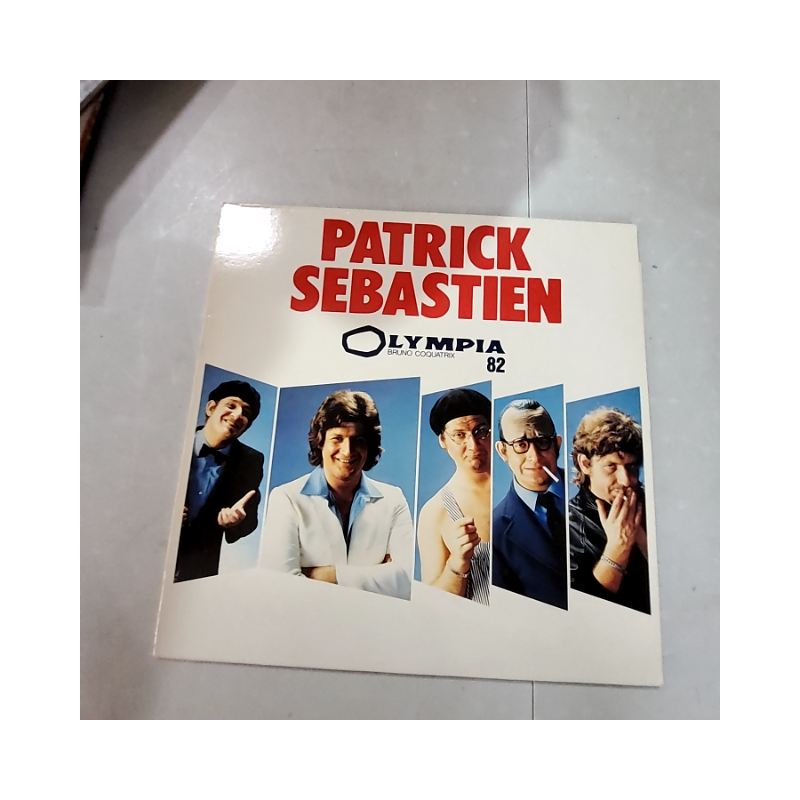 PATRICK
SEBASTIEN
OLYMPIA
BRUNO COQUATRIX
82